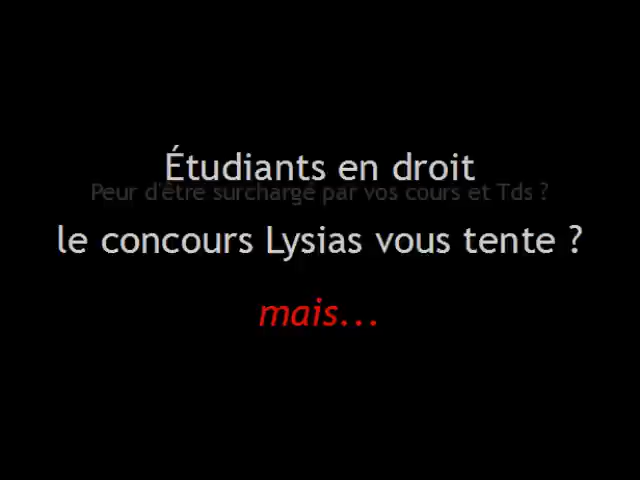 Étudiants en droit
Peur d'être surchargé par vos cours et Tds ?
le concours Lysias vous tente ?
mais...